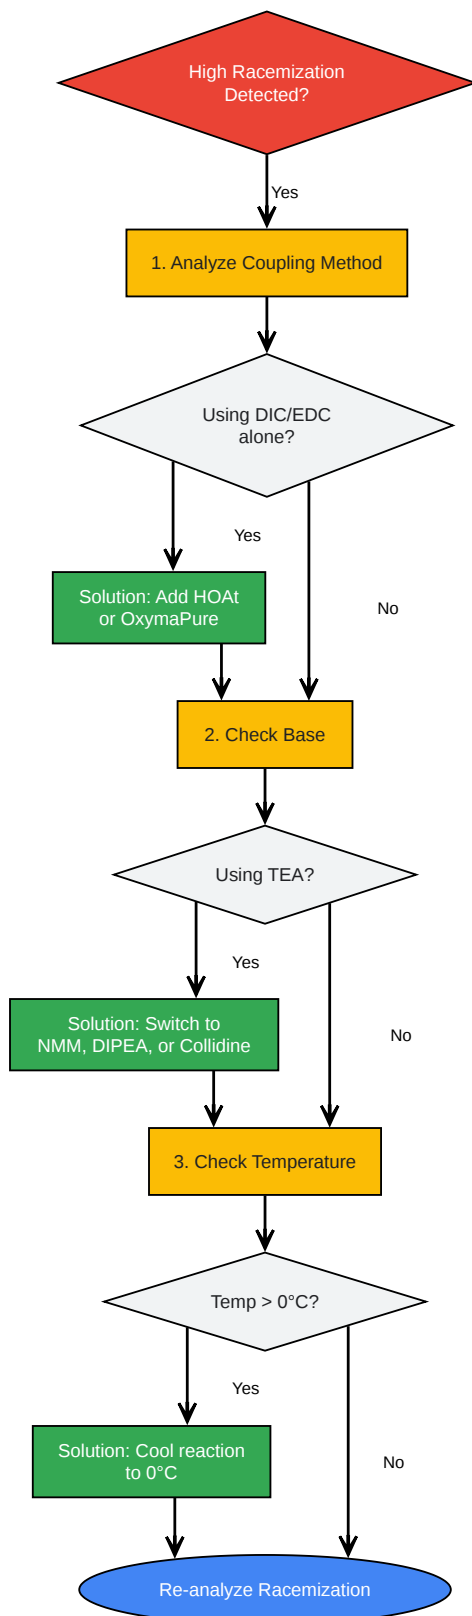 High Racemization
Detected?
Yes
1. Analyze Coupling Method
Using DIC/EDC
alone?
Yes
Solution: Add HOAt
or OxymaPure
No
2. Check Base
Using TEA?
Yes
Solution: Switch to
NMM, DIPEA, or Collidine
No
3. Check Temperature
Temp > 0°C?
Yes
Solution: Cool reaction
to 0°C
No
Re-analyze Racemization